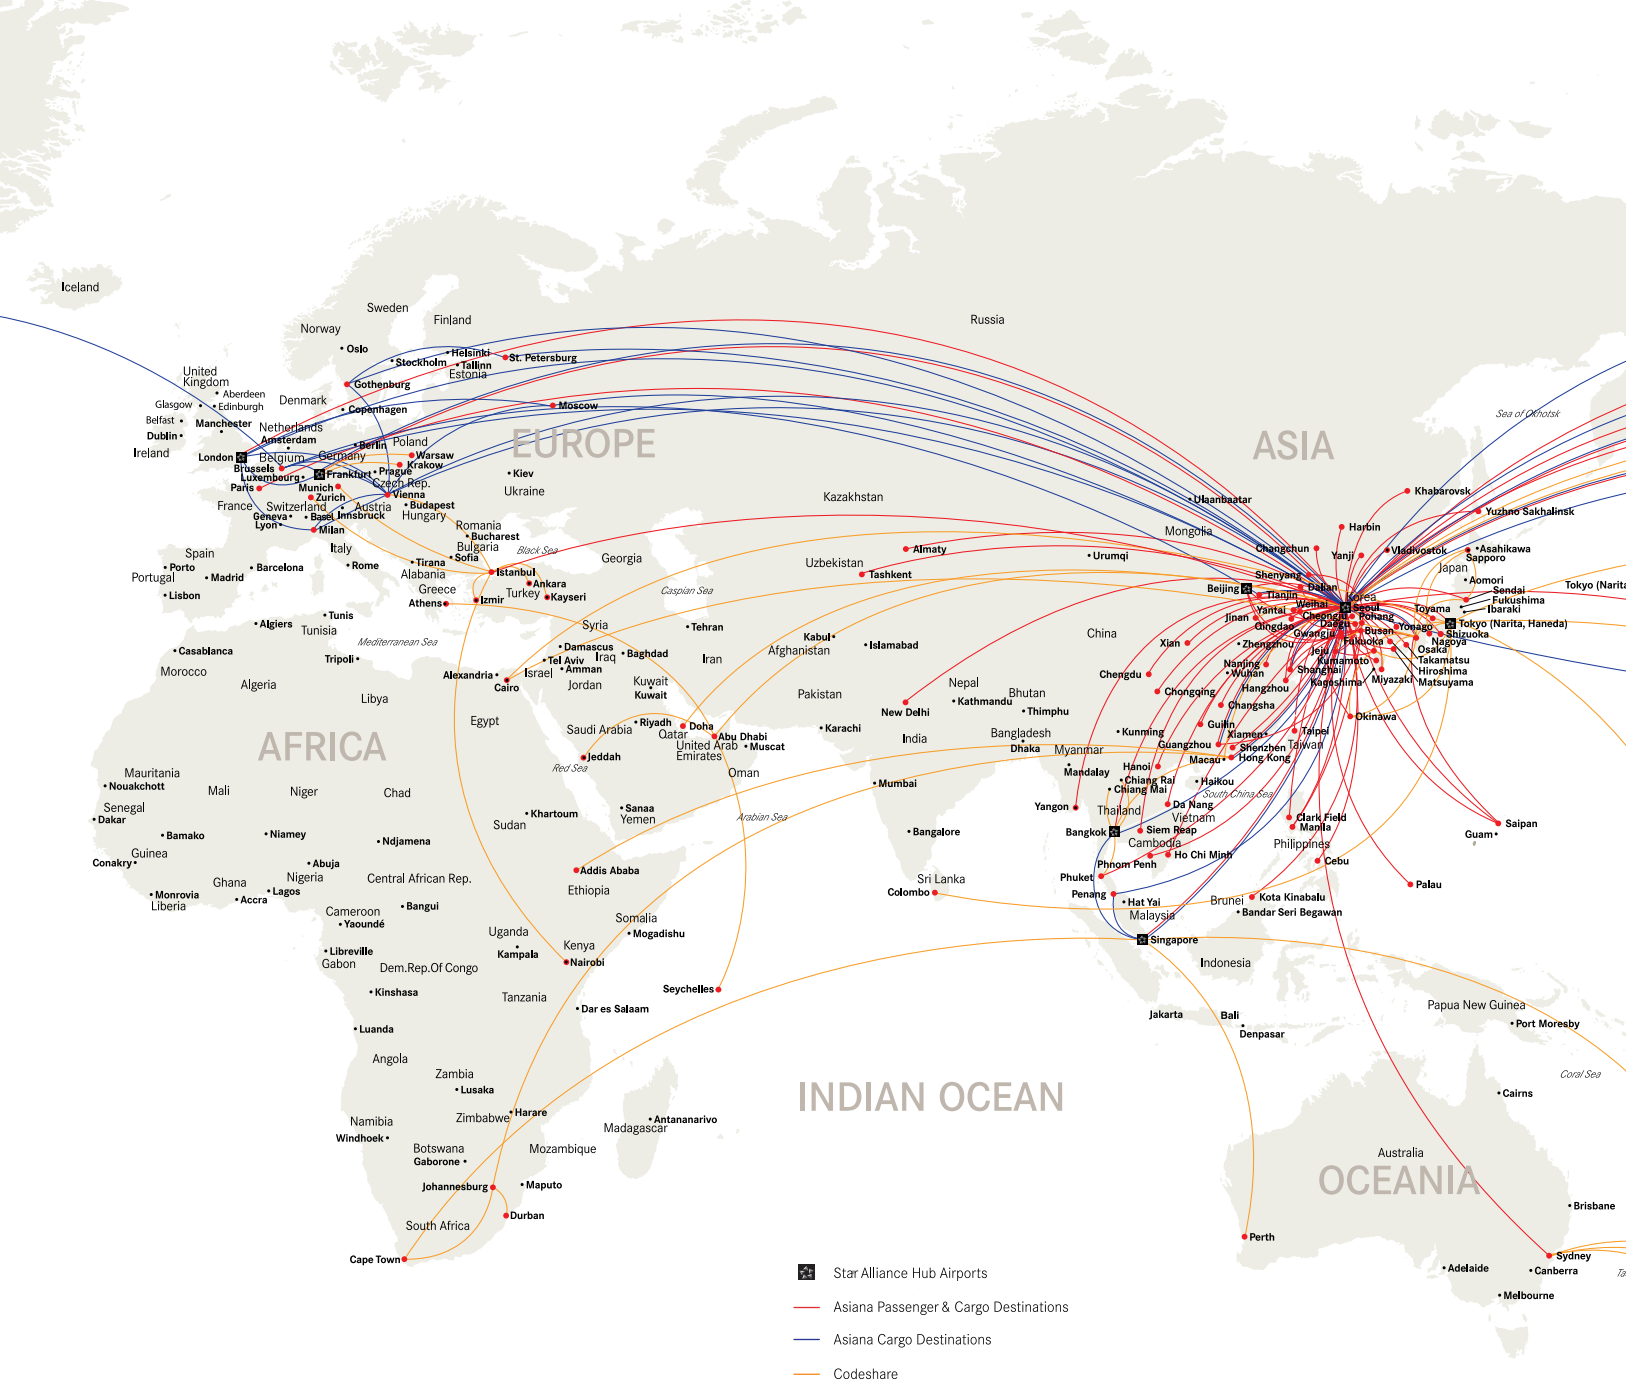 Iceland
Sweden
Norway
Finland
Russia
Oslo
Helsinki
Stockholm
Tallinn
Estonia
St. Petersburg
United
Kingdom
Gothenburg
Aberdeen
Glasgow
Edinburgh
Denmark
Copenhagen
Moscow
Belfast
Manchester
Netherlands
Dublin
Amsterdam
Berlin
Poland
EUROPE
ASIA
Sea of Okhotsk
Ireland
London
Belgium
Germany
Warsaw
Brussels
Krakow
Luxembourg
Frankfurt
Prague
Kiev
Czech Rep.
Paris
Munich
Zurich
Vienna
Ukraine
Kazakhstan
Ulaanbaatar
Khabarovsk
France
Switzerland
Austria
Budapest
Geneva
Basel
Innsbruck
Hungary
Yuzhno Sakhalinsk
Lyon
Milan
Romania
Bucharest
Mongolia
Harbin
Italy
Bulgaria
Black Sea
Georgia
Almaty
Urumqi
Changchun
Yanji
Vladivostok
Asahikawa
Sapporo
Spain
Porto
Barcelona
Rome
Tirana
Sofia
Uzbekistan
Japan
Portugal
Madrid
Alabania
Istanbul
Tashkent
Shenyang
Aomori
Lisbon
Greece
Ankara
Turkey
Kayseri
Caspian Sea
Beijing
Tianjin
Dalian
Sendai
Tokyo (Narita
Athens
Izmir
Korea
Fukushima
Yantai
Weihai
Seoul
Toyama
Ibaraki
Tunis
Algiers
Tunisia
Syria
Tehran
Jinan
Qingdao
Cheongju
Pohang
Daegu
Tokyo (Narita, Haneda)
Mediterranean Sea
Kabul
China
Gwangju
Busan
Yonago
Shizuoka
Casablanca
Damascus
Baghdad
Islamabad
Xian
Zhengzhou
Fukuoka
Nagoya
Tripoli
Tel Aviv
Iraq
Iran
Afghanistan
Jeju
Osaka
Morocco
Amman
Nanjing
Kumamoto
Takamatsu
Alexandria
Israel
Wuhan
Shanghai
Hiroshima
Algeria
Libya
Cairo
Jordan
Kuwait
Kuwait
Pakistan
Nepal
Bhutan
Chengdu
Chongqing
Hangzhou
Kagoshima
Miyazaki
Matsuyama
Kathmandu
New Delhi
Thimphu
Changsha
Okinawa
Egypt
Saudi Arabia
Riyadh
Doha
Qatar
Karachi
Guilin
AFRICA
Abu Dhabi
United Arab
Emirates
Muscat
India
Bangladesh
Dhaka
Kunming
Xiamen
Taipei
Guangzhou
Taiwan
Jeddah
Red Sea
Oman
Myanmar
Shenzhen
Macau
Hong Kong
Mauritania
Nouakchott
Mandalay
Hanoi
Chiang Rai
Chiang Mai
Haikou
Mali
Niger
Chad
Mumbai
South China Sea
Senegal
Dakar
Sanaa
Yemen
Khartoum
Sudan
Arabian Sea
Yangon
Thailand
Da Nang
Vietnam
Clark Field
Manila
Saipan
Guam
Bamako
Niamey
Ndjamena
Bangalore
Bangkok
Siem Reap
Cambodia
Philippines
Guinea
Conakry
Abuja
Phnom Penh
Ho Chi Minh
Cebu
Addis Ababa
Nigeria
Central African Rep.
Ghana
Lagos
Ethiopia
Sri Lanka
Colombo
Phuket
Palau
Monrovia
Liberia
Accra
Penang
Hat Yai
Brunei
Kota Kinabalu
Cameroon
Yaoundé
Bangui
Somalia
Malaysia
Bandar Seri Begawan
Uganda
Mogadishu
Libreville
Gabon
Kampala
Kenya
Nairobi
Singapore
Dem.Rep.Of Congo
Indonesia
Kinshasa
Tanzania
Seychelles
Dar es Salaam
Jakarta
Bali
Denpasar
Papua New Guinea
Port Moresby
Luanda
Angola
Zambia
Lusaka
INDIAN OCEAN
Coral Sea
Cairns
Namibia
Zimbabwe
Harare
Madagascar
Antananarivo
Windhoek
Botswana
Gaborone
Mozambique
Australia
OCEANIA
Johannesburg
Maputo
Brisbane
Durban
South Africa
Perth
Cape Town
Sydney
Adelaide
Canberra
Ta
Melbourne
Star Alliance Hub Airports
Asiana Passenger & Cargo Destinations
Asiana Cargo Destinations
Codeshare